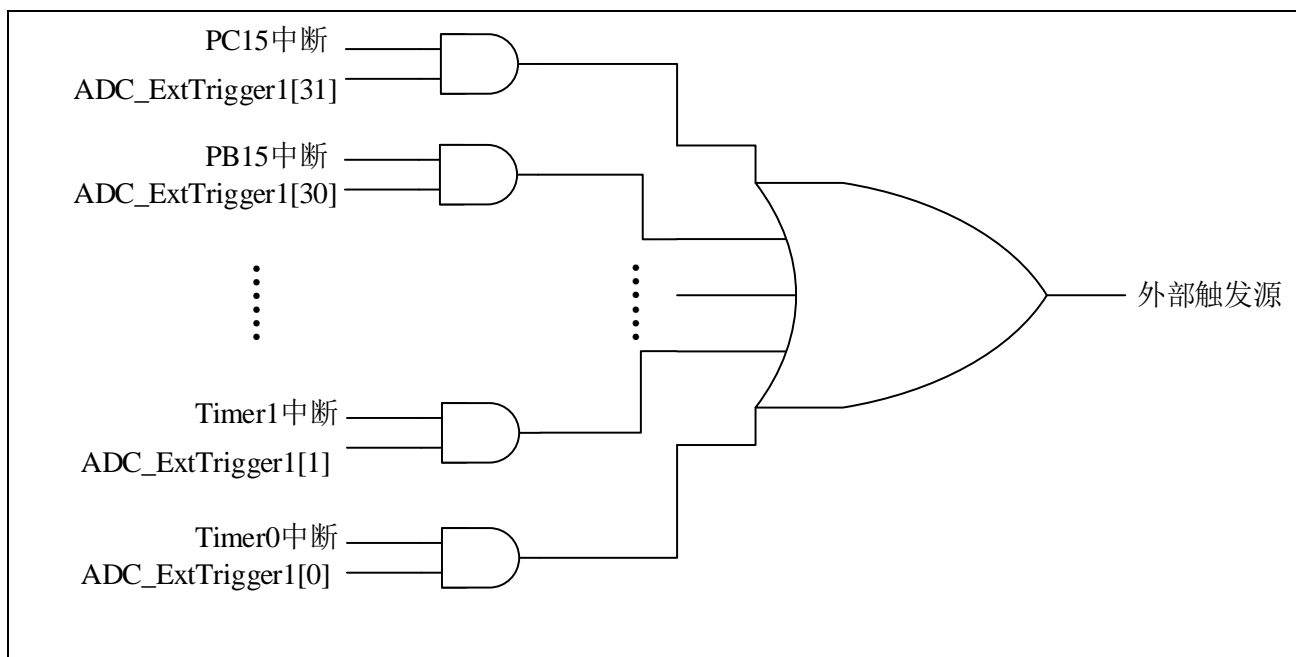 PC15中断
ADC_ExtTrigger1[31]
PB15中断
ADC_ExtTrigger1[30]
外部触发源
Timer1中断
ADC_ExtTrigger1[1]
Timer0中断
ADC_ExtTrigger1[0]